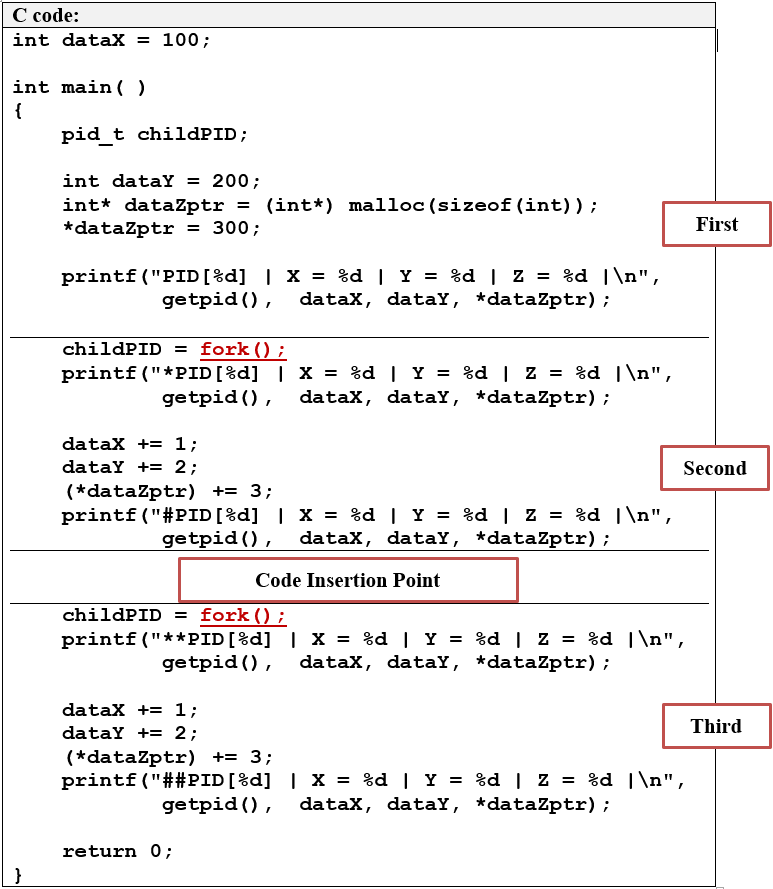 C code:
int dataX = 100;
int main( )
{
pid_t childPID;
int dataY = 200;
int* dataZptr = (int*) malloc(sizeof(int));
*dataZptr = 300;
First
printf("PID[%d] | X = %d | Y = %d | Z = %d |\n",
getpid(), dataX, dataY, *dataZptr);
childPID = fork();
printf("*PID[%d] | X = %d | Y = %d | Z = %d |\n",
getpid(), dataX, dataY, *dataZptr);
dataX += 1;
dataY += 2;
Second
(*dataZptr) += 3;
printf("#PID[%d] | X = %d | Y = %d | Z = %d |\n",
getpid(), dataX, dataY, *dataZptr);
Code Insertion Point
childPID = fork();
printf("**PID[%d] | X = %d | Y = %d | Z = %d |\n",
getpid(), dataX, dataY, *dataZptr);
dataX += 1;
dataY += 2;
Third
(*dataZptr) += 3;
printf("##PID[%d] | X = %d | Y = %d | Z = %d |\n",
getpid(), dataX, dataY, *dataZptr);
return 0;
}